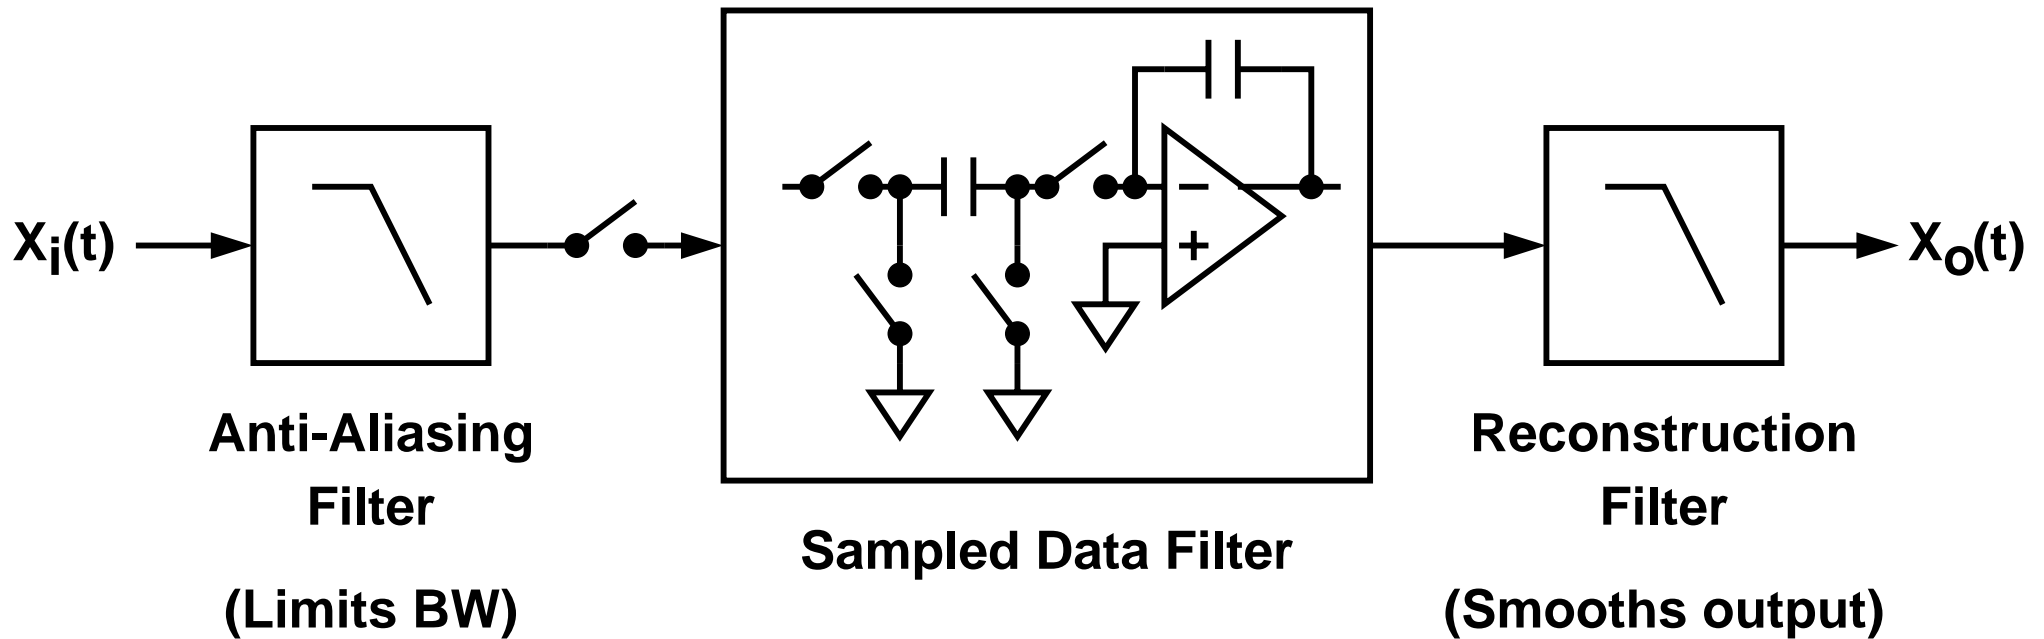 Xi(t)
Xo(t)
Anti-Aliasing
Filter
(Limits BW)
Sampled Data Filter
Reconstruction
Filter
(Smooths output)